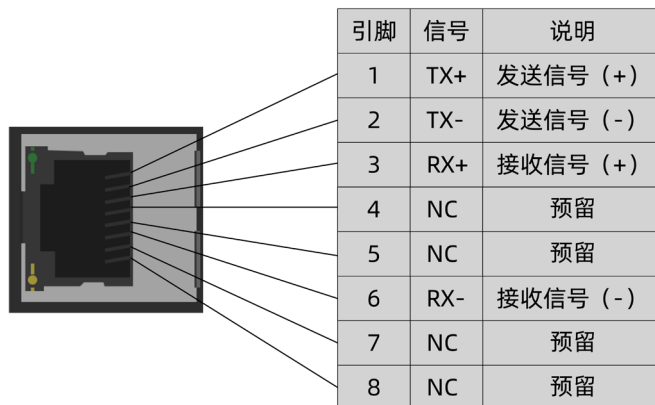 引脚 信号 说明
1 TX+ 发送信号（+）
2 TX- 发送信号（-）
3 RX+ 接收信号（+）
4 NC 预留
5 NC 预留
6 RX- 接收信号（-）
7 NC 预留
8 NC 预留